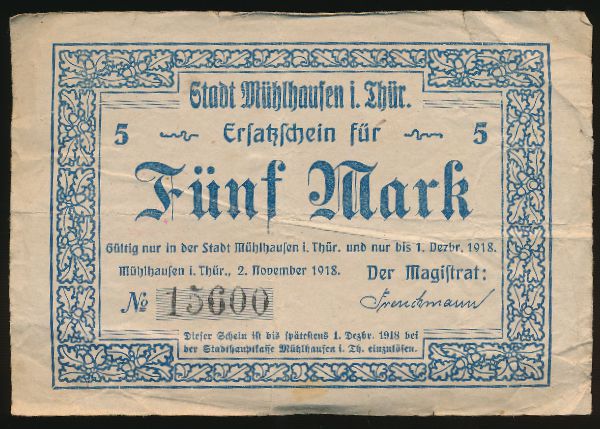 Stadt Mühlhausen i. Thür.
5 Ersatzschein für 5
Fünf Mark
Gültig nur in der Stadt Mühlhausen i. Thür. und nur bis 1. Dezbr. 1918.
Mühlhausen i. Thür., 2. November 1918. Der Magistrat:
№ 15600 Trenckmann
Dieser Schein ist bis spätestens 1. Dezbr. 1918 bei
der Stadthauptkasse Mühlhausen i. Th. einzulösen.